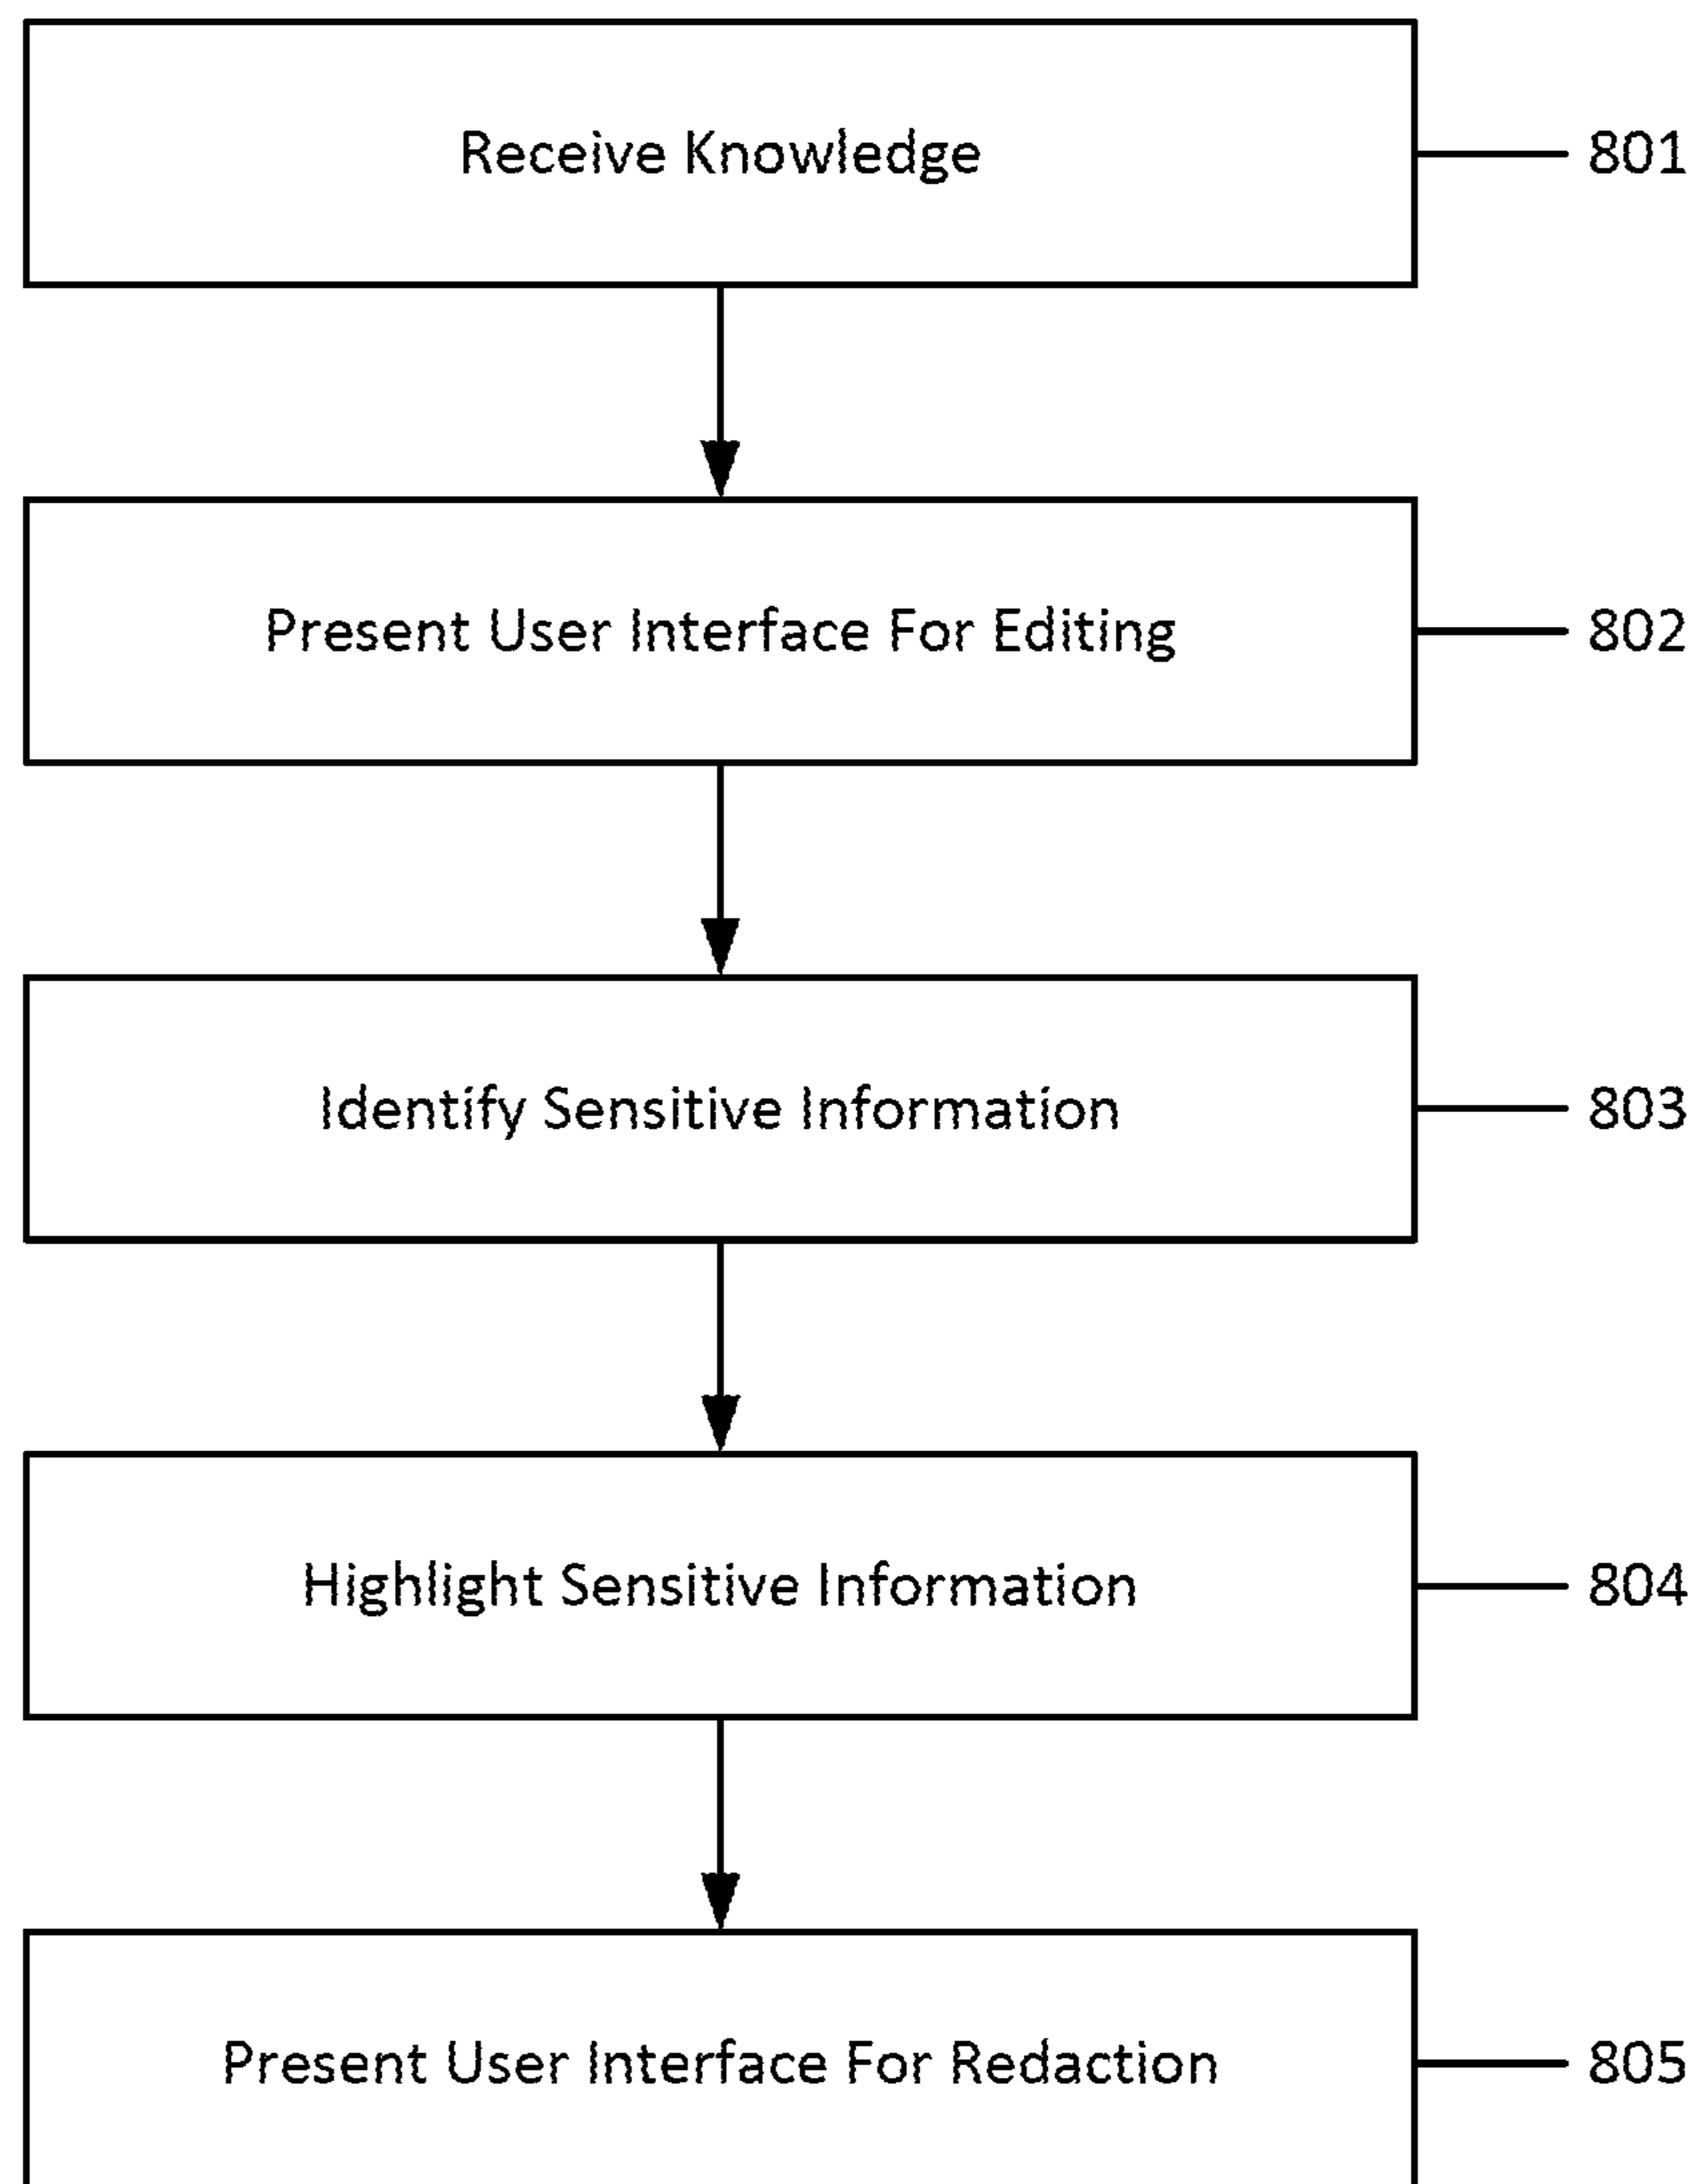 Receive Knowledge
801
Present User Interface For Editing
802
Identify Sensitive Information
803
Highlight Sensitive Information
804
Present User Interface For Redaction
805